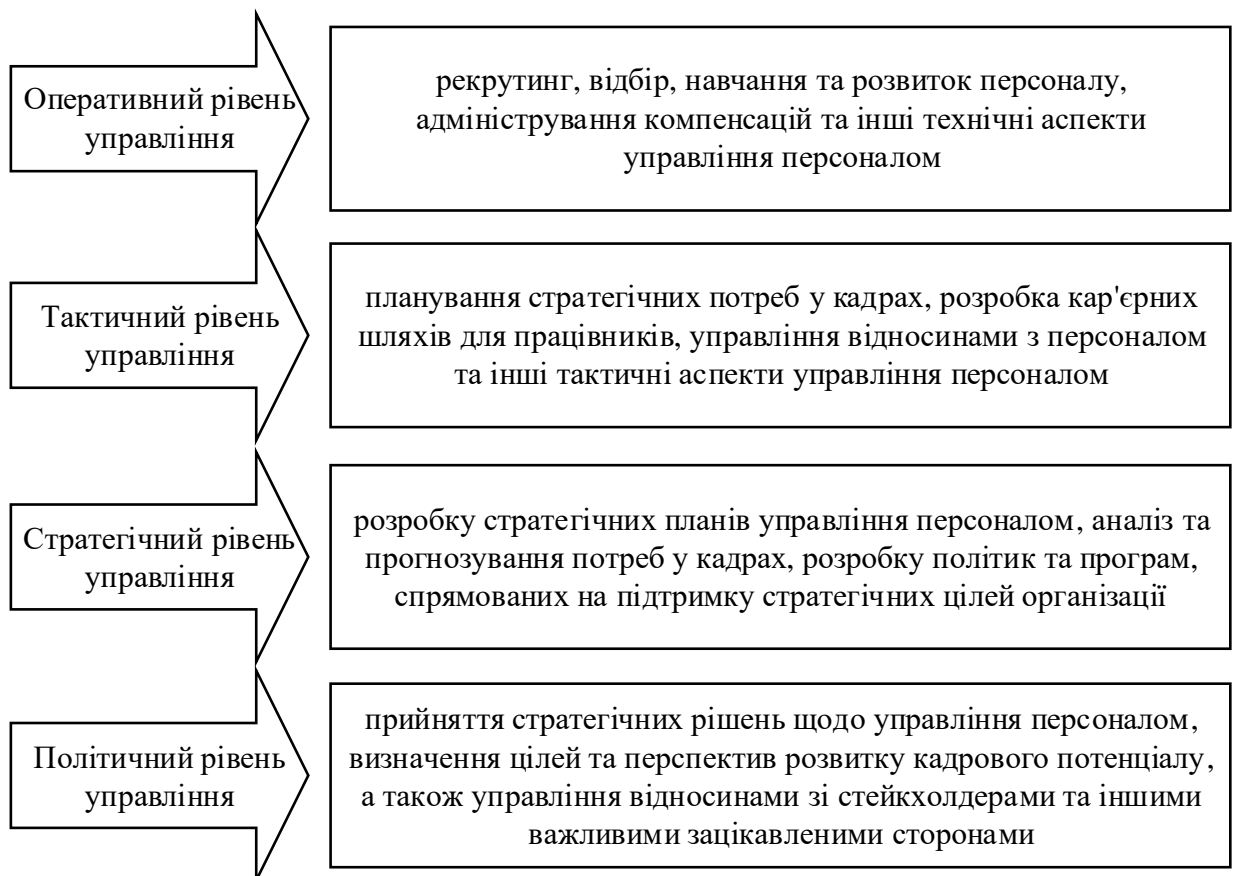 Оперативний рівень
управління
рекрутинг, відбір, навчання та розвиток персоналу,
адміністрування компенсацій та інші технічні аспекти
управління персоналом
Тактичний рівень
управління
планування стратегічних потреб у кадрах, розробка кар'єрних
шляхів для працівників, управління відносинами з персоналом
та інші тактичні аспекти управління персоналом
Стратегічний рівень
управління
розробку стратегічних планів управління персоналом, аналіз та
прогнозування потреб у кадрах, розробку політик та програм,
спрямованих на підтримку стратегічних цілей організації
Політичний рівень
управління
прийняття стратегічних рішень щодо управління персоналом,
визначення цілей та перспектив розвитку кадрового потенціалу,
а також управління відносинами зі стейкхолдерами та іншими
важливими зацікавленими сторонами